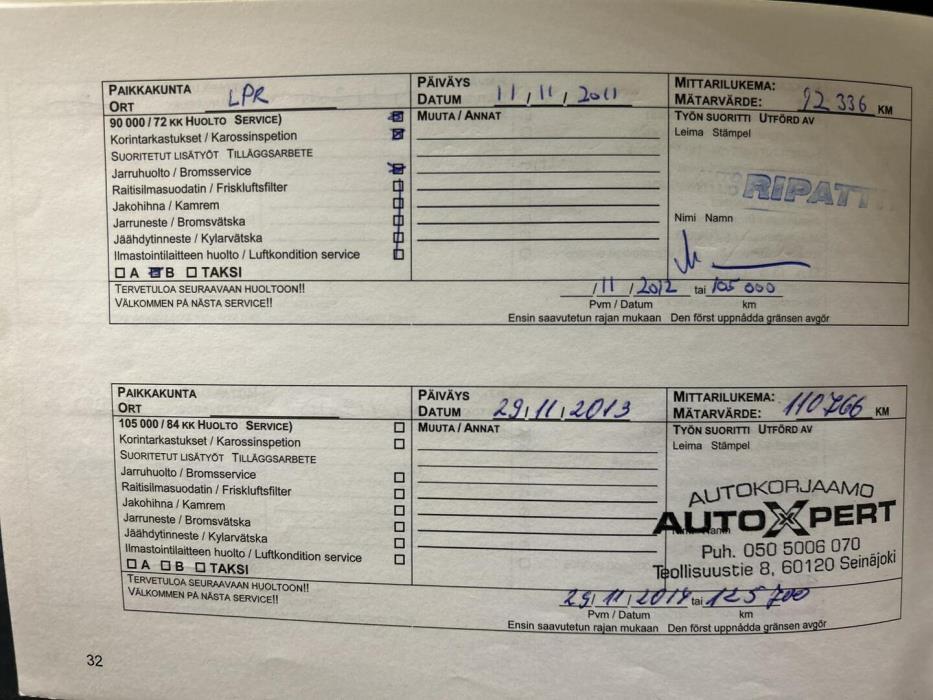 PAIKKAKUNTA
ORT LPR
PÄIVÄYS
DATUM 11, 11, 2011
MITTARILUKEMA:
MÄTARVÄRDE: 92 336 KM
90 000 / 72 KK HUOLTO SERVICE)
Korintarkastukset / Karossinspetion
SUORITETUT LISÄTYÖT TILLÄGGSARBETE
Jarruhuolto / Bromsservice
Raitisilmasuodatin / Friskluftsfilter
Jakohihna / Kamrem
Jarruneste / Bromsvätska
Jäähdytinneste / Kylarvätska
Ilmastointilaitteen huolto / Luftkondition service
A B TAKSI
MUUTA / ANNAT
TYÖN SUORITTI UTFÖRD AV
Leima Stämpel
RIPATTI
Nimi Namn
TERVETULOA SEURAAVAAN HUOLTOON!!
VÄLKOMMEN PÅ NÄSTA SERVICE!!
, 11 , 2012 tai 105 000
Pvm / Datum km
Ensin saavutetun rajan mukaan Den först uppnådda gränsen avgör
PAIKKAKUNTA
ORT
PÄIVÄYS
DATUM 29, 11, 2013
MITTARILUKEMA:
MÄTARVÄRDE: 110766 KM
105 000 / 84 KK HUOLTO SERVICE)
Korintarkastukset / Karossinspetion
SUORITETUT LISÄTYÖT TILLÄGGSARBETE
Jarruhuolto / Bromsservice
Raitisilmasuodatin / Friskluftsfilter
Jakohihna / Kamrem
Jarruneste / Bromsvätska
Jäähdytinneste / Kylarvätska
Ilmastointilaitteen huolto / Luftkondition service
A B TAKSI
MUUTA / ANNAT
TYÖN SUORITTI UTFÖRD AV
Leima Stämpel
AUTOKORJAAMO
AUTOXPERT
Puh. 050 5006 070
Teollisuustie 8, 60120 Seinäjoki
TERVETULOA SEURAAVAAN HUOLTOON!!
VÄLKOMMEN PÅ NÄSTA SERVICE!!
29, 11, 2014 tai 125 700
Pvm / Datum km
Ensin saavutetun rajan mukaan Den först uppnådda gränsen avgör
32